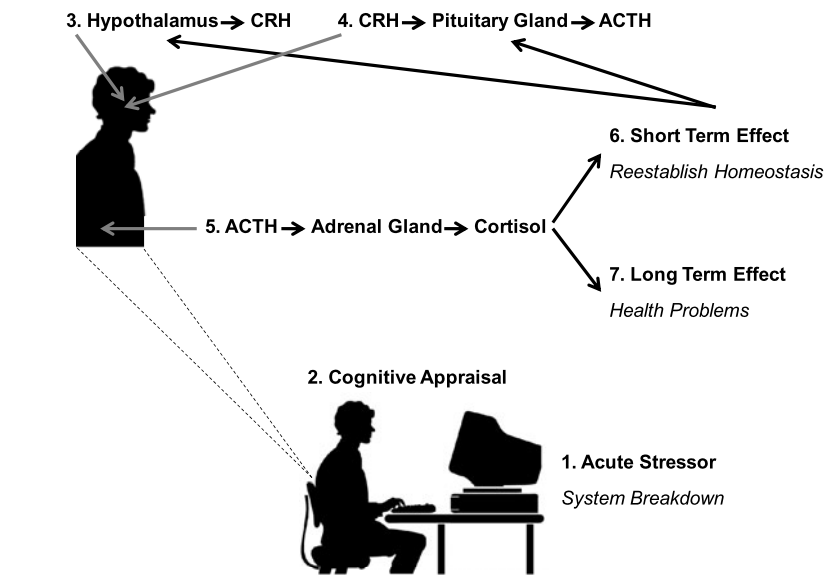 3. Hypothalamus→ CRH
4. CRH→ Pituitary Gland→ ACTH
6. Short Term Effect
Reestablish Homeostasis
5. ACTH→ Adrenal Gland→ Cortisol
7. Long Term Effect
Health Problems
2. Cognitive Appraisal
1. Acute Stressor
System Breakdown